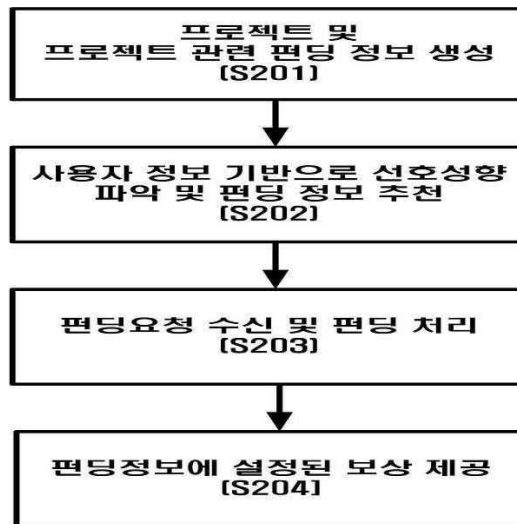 프로젝트 및
프로젝트 관련 펀딩 정보 생성
(S201)
사용자 정보 기반으로 선호성향
파악 및 펀딩 정보 추천
(S202)
펀딩요청 수신 및 펀딩 처리
(S203)
펀딩정보에 설정된 보상 제공
(S204)